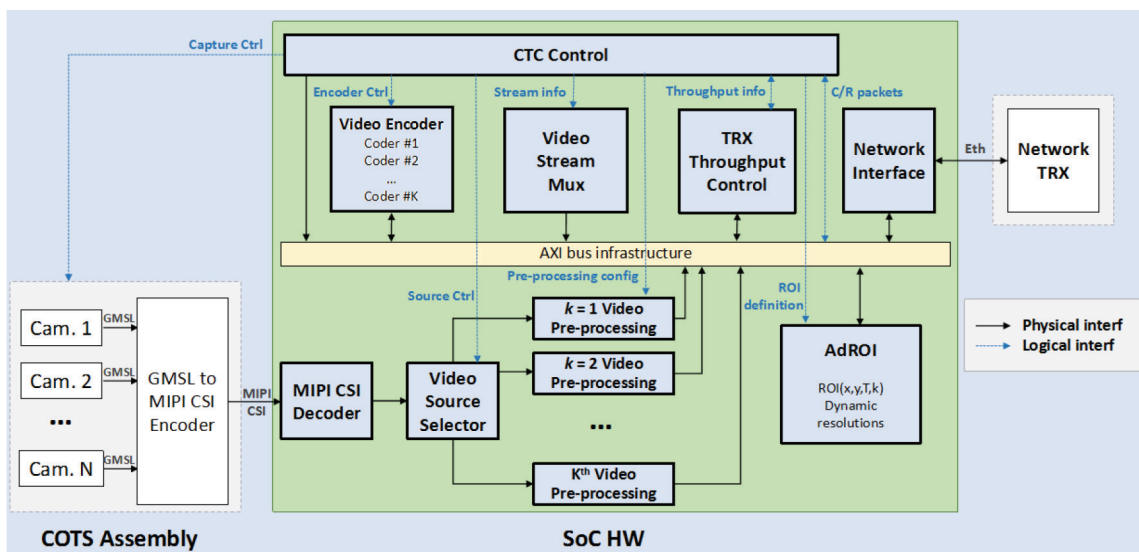 Capture Ctrl
CTC Control
Encoder Ctrl
Stream info
Throughput info
C/R packets
Video Encoder
Coder #1
Coder #2
...
Coder #K
Video
Stream
Mux
TRX
Throughput
Control
Network
Interface
Eth
Network
TRX
AXI bus infrastructure
Pre-processing config
Source Ctrl
ROI
definition
Cam. 1
GMSL
Cam. 2
GMSL
...
Cam. N
GMSL
GMSL to
MIPI CSI
Encoder
MIPI
CSI
MIPI CSI
Decoder
Video
Source
Selector
k = 1 Video
Pre-processing
k = 2 Video
Pre-processing
...
Kth Video
Pre-processing
AdROI
ROI(x,y,T,k)
Dynamic
resolutions
Physical interf
Logical interf
COTS Assembly
SoC HW